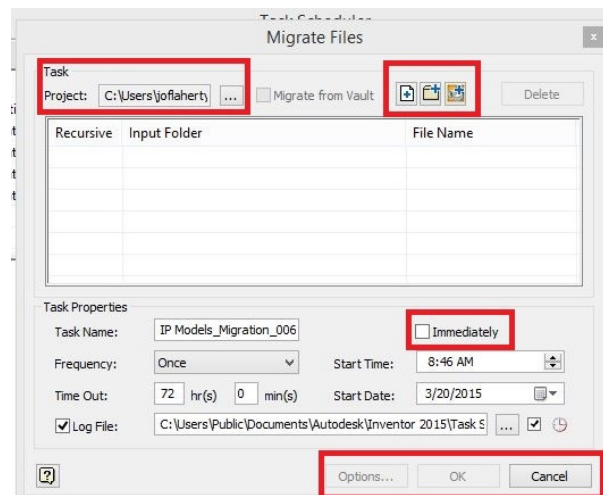 Task Scheduler
Migrate Files
x
Task
Project: C:\Users\joflaherty ... Migrate from Vault Delete
Recursive Input Folder File Name
Task Properties
Task Name: IP Models_Migration_006 Immediately
Frequency: Once Start Time: 8:46 AM
Time Out: 72 hr(s) 0 min(s) Start Date: 3/20/2015
Log File: C:\Users\Public\Documents\Autodesk\Inventor 2015\Task S ...
? Options... OK Cancel